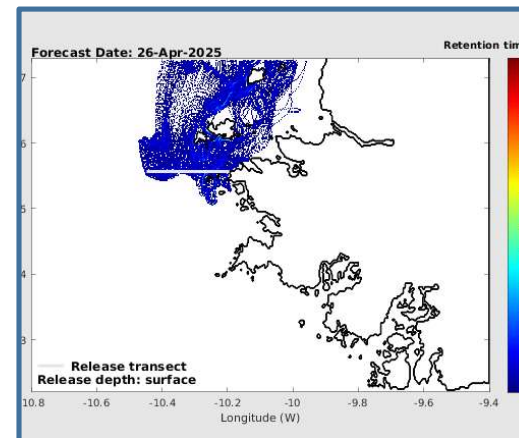 Retention tim
Forecast Date: 26-Apr-2025
7
6
5
4
3
Release transect
Release depth: surface
10.8 -10.6 -10.4 -10.2 -10 -9.8 -9.6 -9.4
Longitude (W)